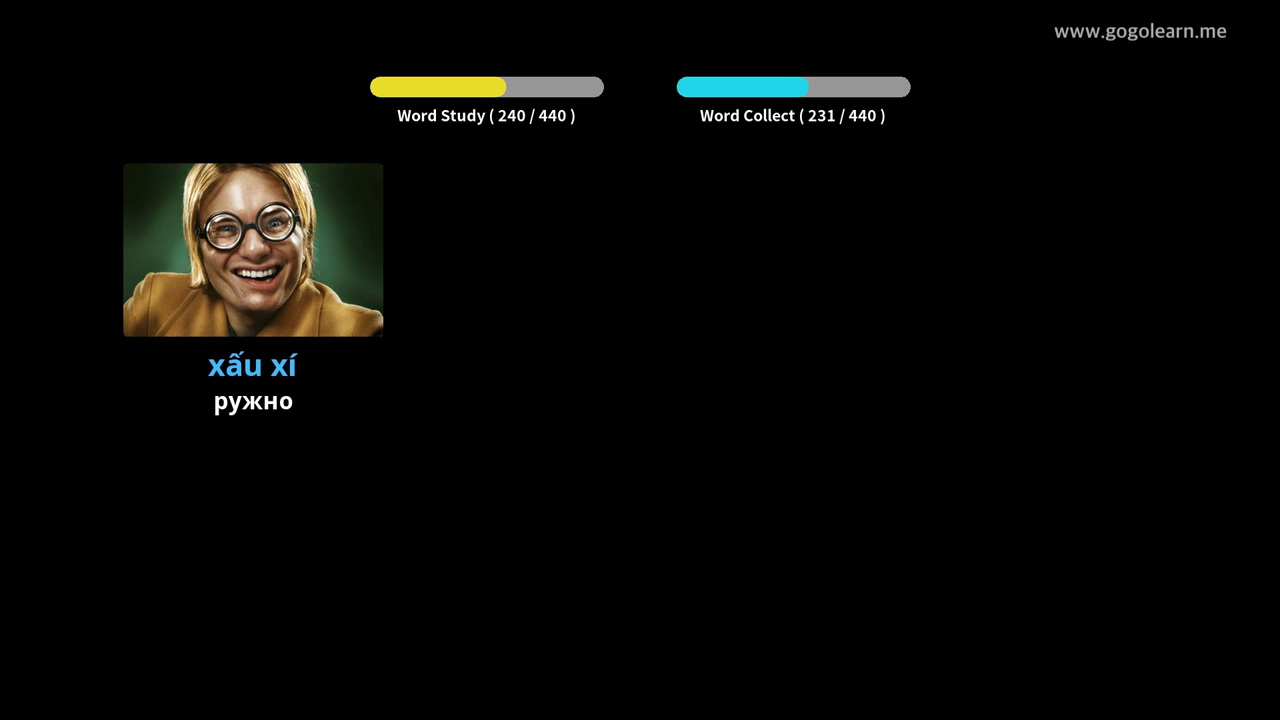 www.gogolearn.me
Word Study ( 240 / 440 )
Word Collect ( 231 / 440 )
xấu xí
ружно